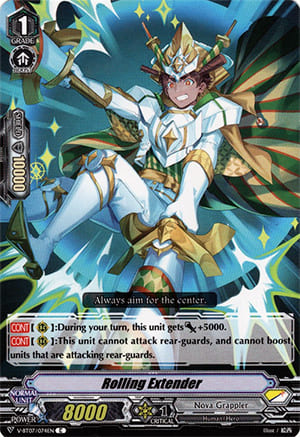 1
GRADE
BOOST
10000
Always aim for the center.
CONT [ ]:During your turn, this unit gets +5000.
CONT [ ]:This unit cannot attack rear-guards, and cannot boost
units that are attacking rear-guards.
Rolling Extender
NORMAL
UNIT
Nova Grappler
Human/Hero
POWER
8000
1
CRITICAL
V-BT07/074EN C
Illust /